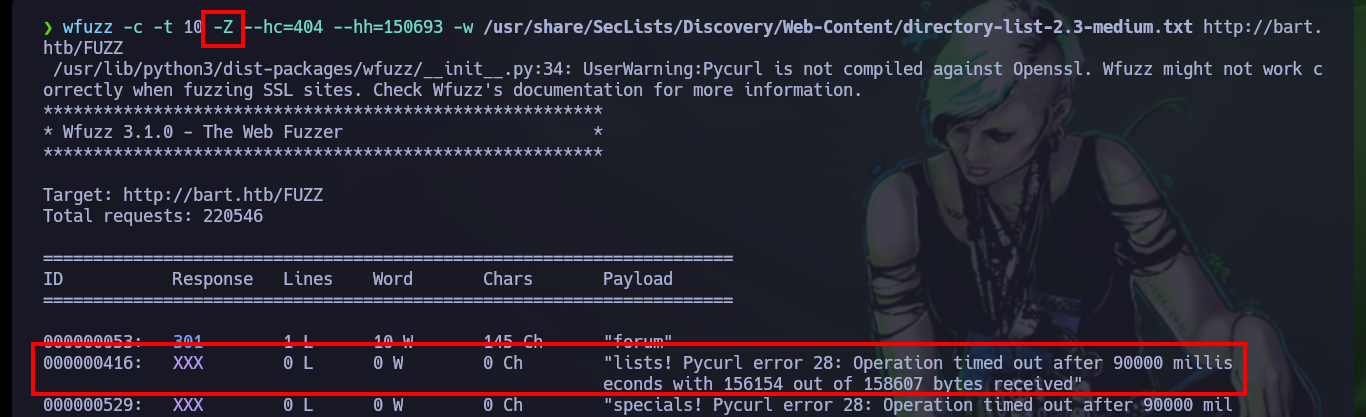 ❯ wfuzz -c -t 10 -Z --hc=404 --hh=150693 -w /usr/share/SecLists/Discovery/Web-Content/directory-list-2.3-medium.txt http://bart.
htb/FUZZ
/usr/lib/python3/dist-packages/wfuzz/__init__.py:34: UserWarning:Pycurl is not compiled against Openssl. Wfuzz might not work c
orrectly when fuzzing SSL sites. Check Wfuzz's documentation for more information.
********************************************************
* Wfuzz 3.1.0 - The Web Fuzzer                         *
********************************************************
Target: http://bart.htb/FUZZ
Total requests: 220546
=====================================================================
ID           Response   Lines    Word       Chars       Payload
=====================================================================
000000053:   301        1 L      10 W       145 Ch      "forum"
000000416:   XXX        0 L      0 W        0 Ch        "lists! Pycurl error 28: Operation timed out after 90000 millis
econds with 156154 out of 158607 bytes received"
000000529:   XXX        0 L      0 W        0 Ch        "specials! Pycurl error 28: Operation timed out after 90000 mil